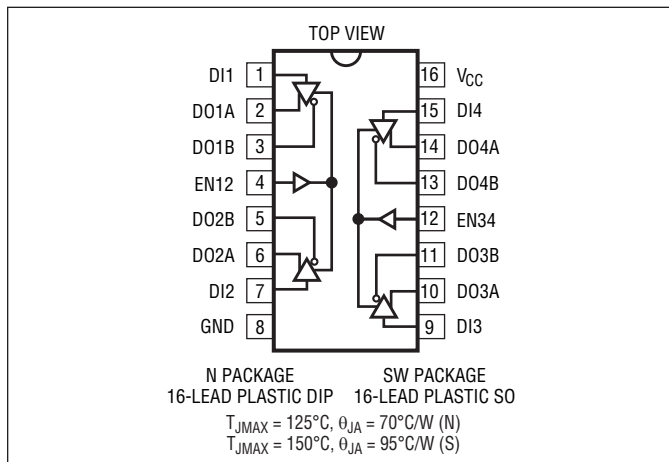 TOP VIEW
DI1 1
DO1A 2
DO1B 3
EN12 4
DO2B 5
DO2A 6
DI2 7
GND 8
16 VCC
15 DI4
14 DO4A
13 DO4B
12 EN34
11 DO3B
10 DO3A
9 DI3
N PACKAGE
16-LEAD PLASTIC DIP
SW PACKAGE
16-LEAD PLASTIC SO
TJMAX = 125°C, θJA = 70°C/W (N)
TJMAX = 150°C, θJA = 95°C/W (S)